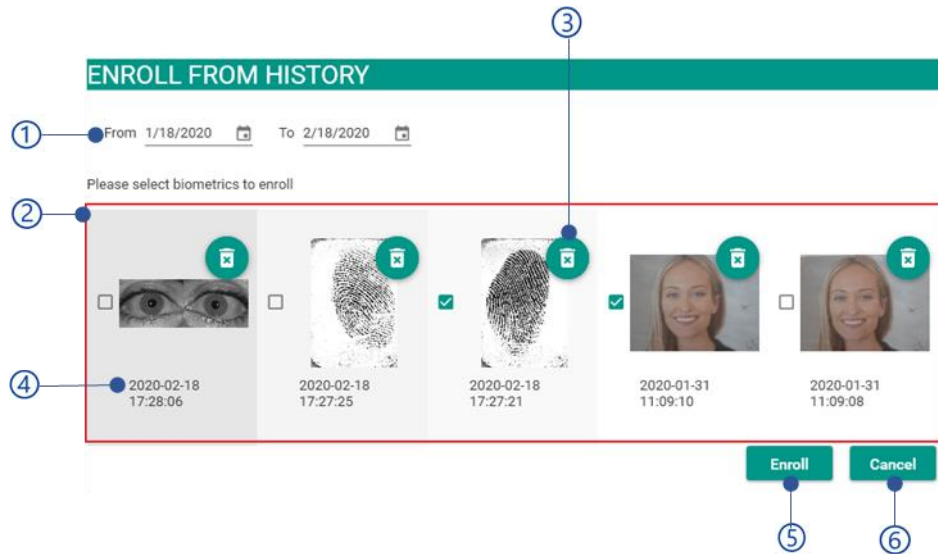 ③
ENROLL FROM HISTORY
① From 1/18/2020 To 2/18/2020
Please select biometrics to enroll
②
④ 2020-02-18 2020-02-18 2020-02-18 2020-01-31 2020-01-31
17:28:06 17:27:25 17:27:21 11:09:10 11:09:08
Enroll Cancel
⑤ ⑥